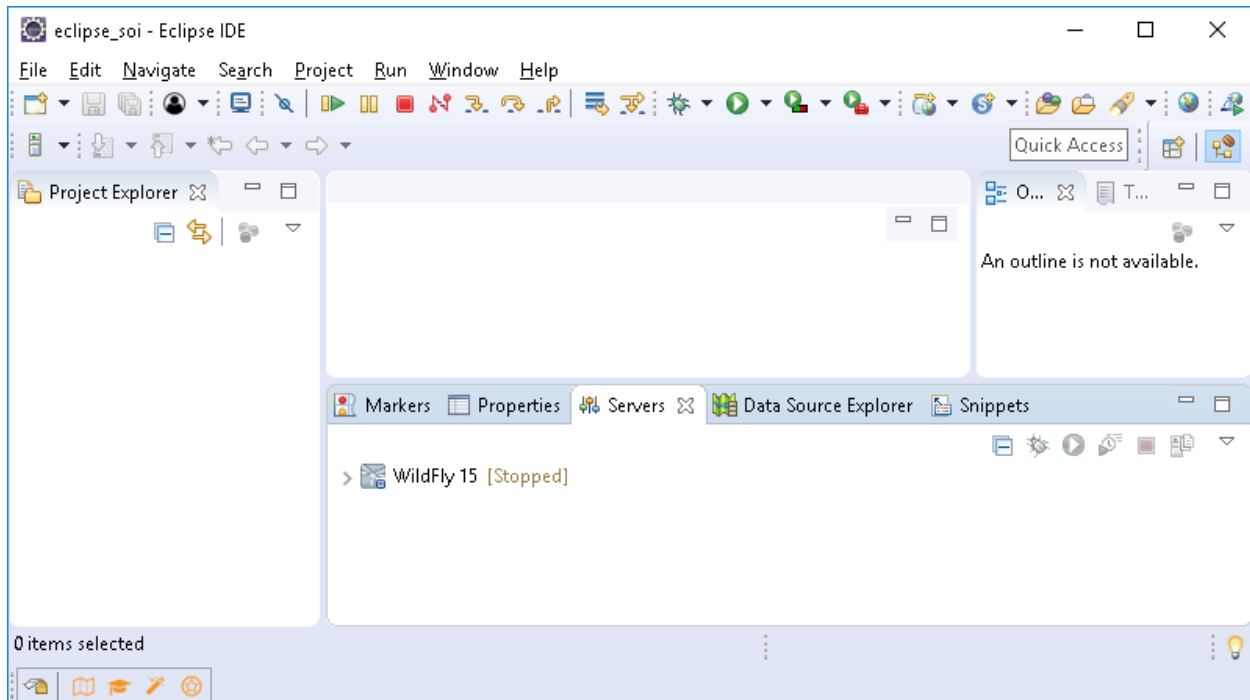 eclipse_soi - Eclipse IDE
File Edit Navigate Search Project Run Window Help
Quick Access
Project Explorer
O... T...
An outline is not available.
Markers Properties Servers Data Source Explorer Snippets
WildFly 15 [Stopped]
0 items selected